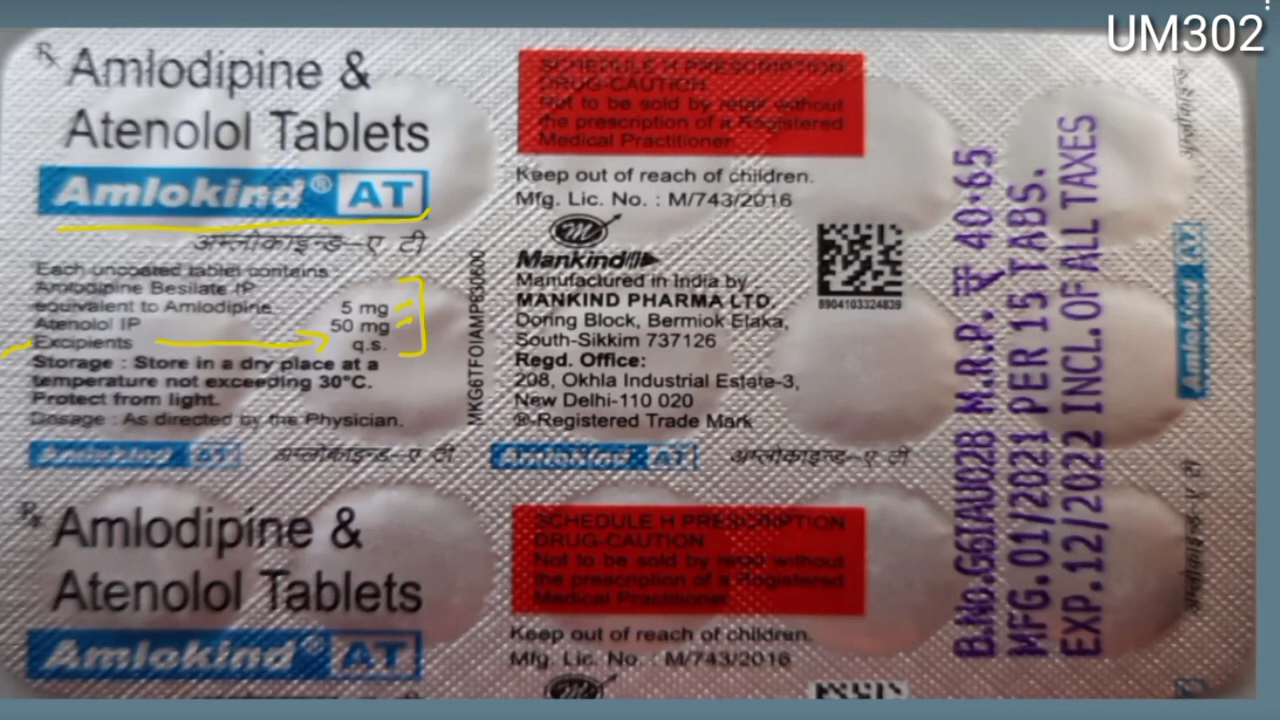 UM302
Rx Amlodipine &
Atenolol Tablets
Amlokind® AT
अम्लोकाइन्ड-ए टी
Each uncoated tablet contains :
Amlodipine Besilate IP
equivalent to Amlodipine 5 mg
Atenolol IP 50 mg
Excipients q.s.
Storage : Store in a dry place at a
temperature not exceeding 30°C.
Protect from light.
Dosage : As directed by the Physician.
MKG6TFOIAMPB30600
SCHEDULE H PRESCRIPTION
DRUG-CAUTION
Not to be sold by retail without
the prescription of a Registered
Medical Practitioner
Keep out of reach of children.
Mfg. Lic. No. : M/743/2016
Mankind
Manufactured in India by
MANKIND PHARMA LTD.
Doring Block, Bermiok Elaka,
South-Sikkim 737126
Regd. Office:
208, Okhla Industrial Estate-3,
New Delhi-110 020
®-Registered Trade Mark
8904103324839
B.No.G6TAU028 M.R.P. ₹ 40.65
MFG.01/2021 PER 15 TABS.
EXP.12/2022 INCL.OF ALL TAXES
Amlokind AT
Amlokind AT अम्लोकाइन्ड-ए टी Amlokind AT अम्लोकाइन्ड-ए टी
Rx Amlodipine &
Atenolol Tablets
Amlokind® AT
SCHEDULE H PRESCRIPTION
DRUG-CAUTION
Not to be sold by retail without
the prescription of a Registered
Medical Practitioner
Keep out of reach of children.
Mfg. Lic. No. : M/743/2016
अम्लोकाइन्ड-ए टी